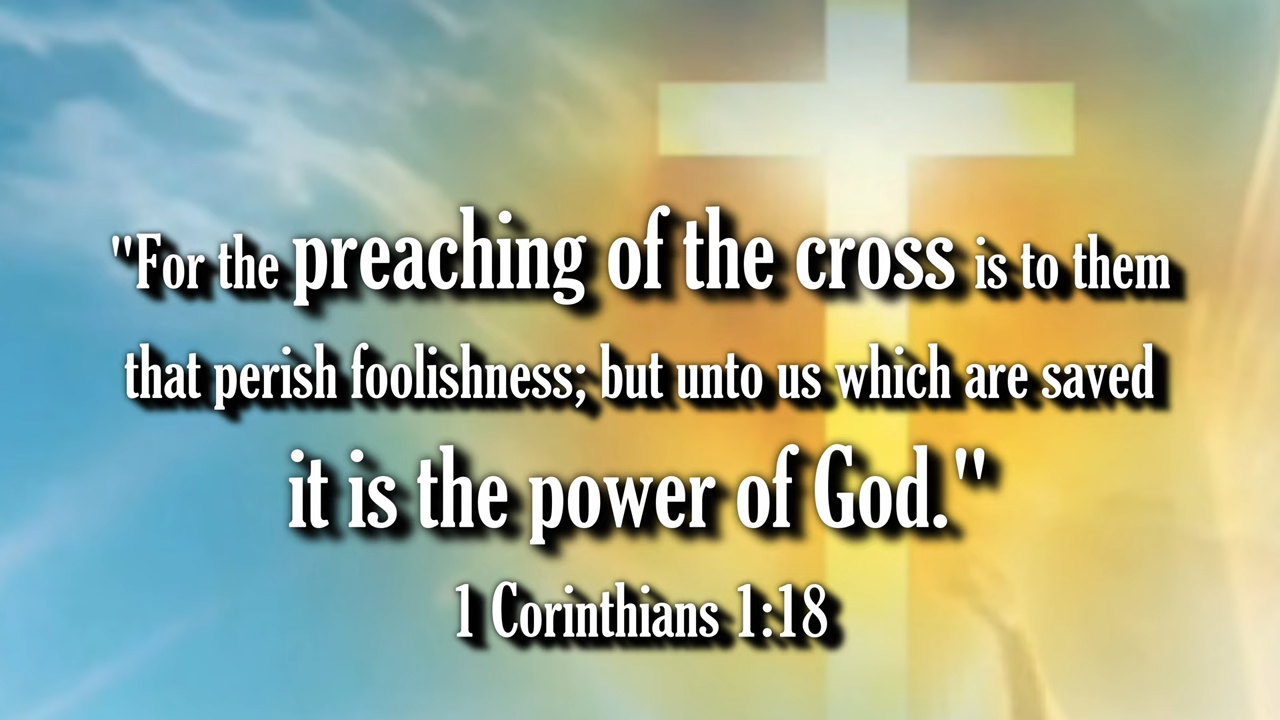 "For the preaching of the cross is to them
that perish foolishness; but unto us which are saved
it is the power of God."
1 Corinthians 1:18